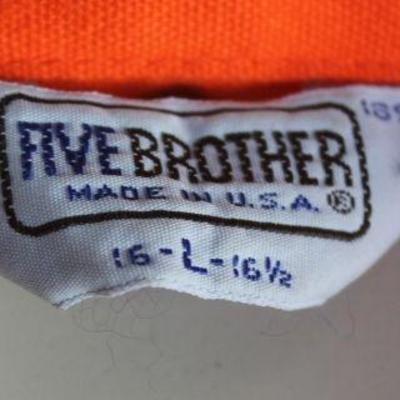 FIVE BROTHER
MADE IN U.S.A. ®
16-L-16½